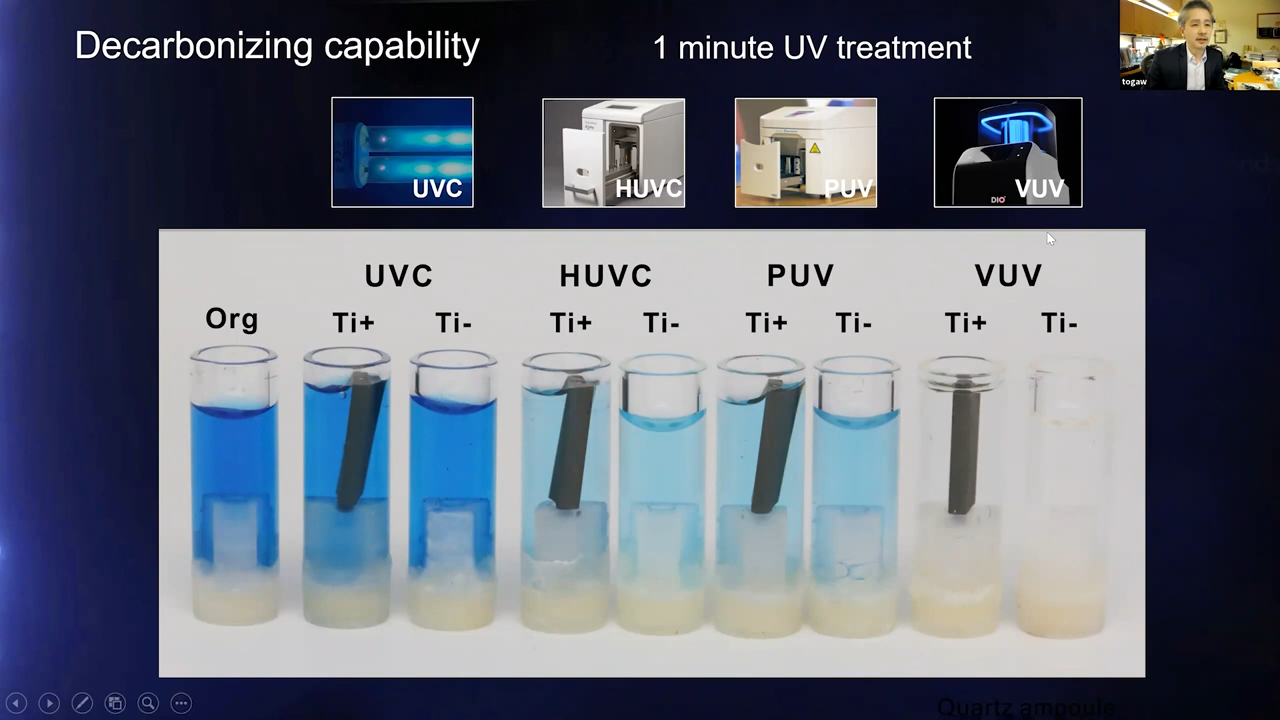 Decarbonizing capability
1 minute UV treatment
togaw
UVC
HUVC
PUV
VUV
DIO
UVC
HUVC
PUV
VUV
Org
Ti+
Ti-
Ti+
Ti-
Ti+
Ti-
Ti+
Ti-
Quartz ampoule